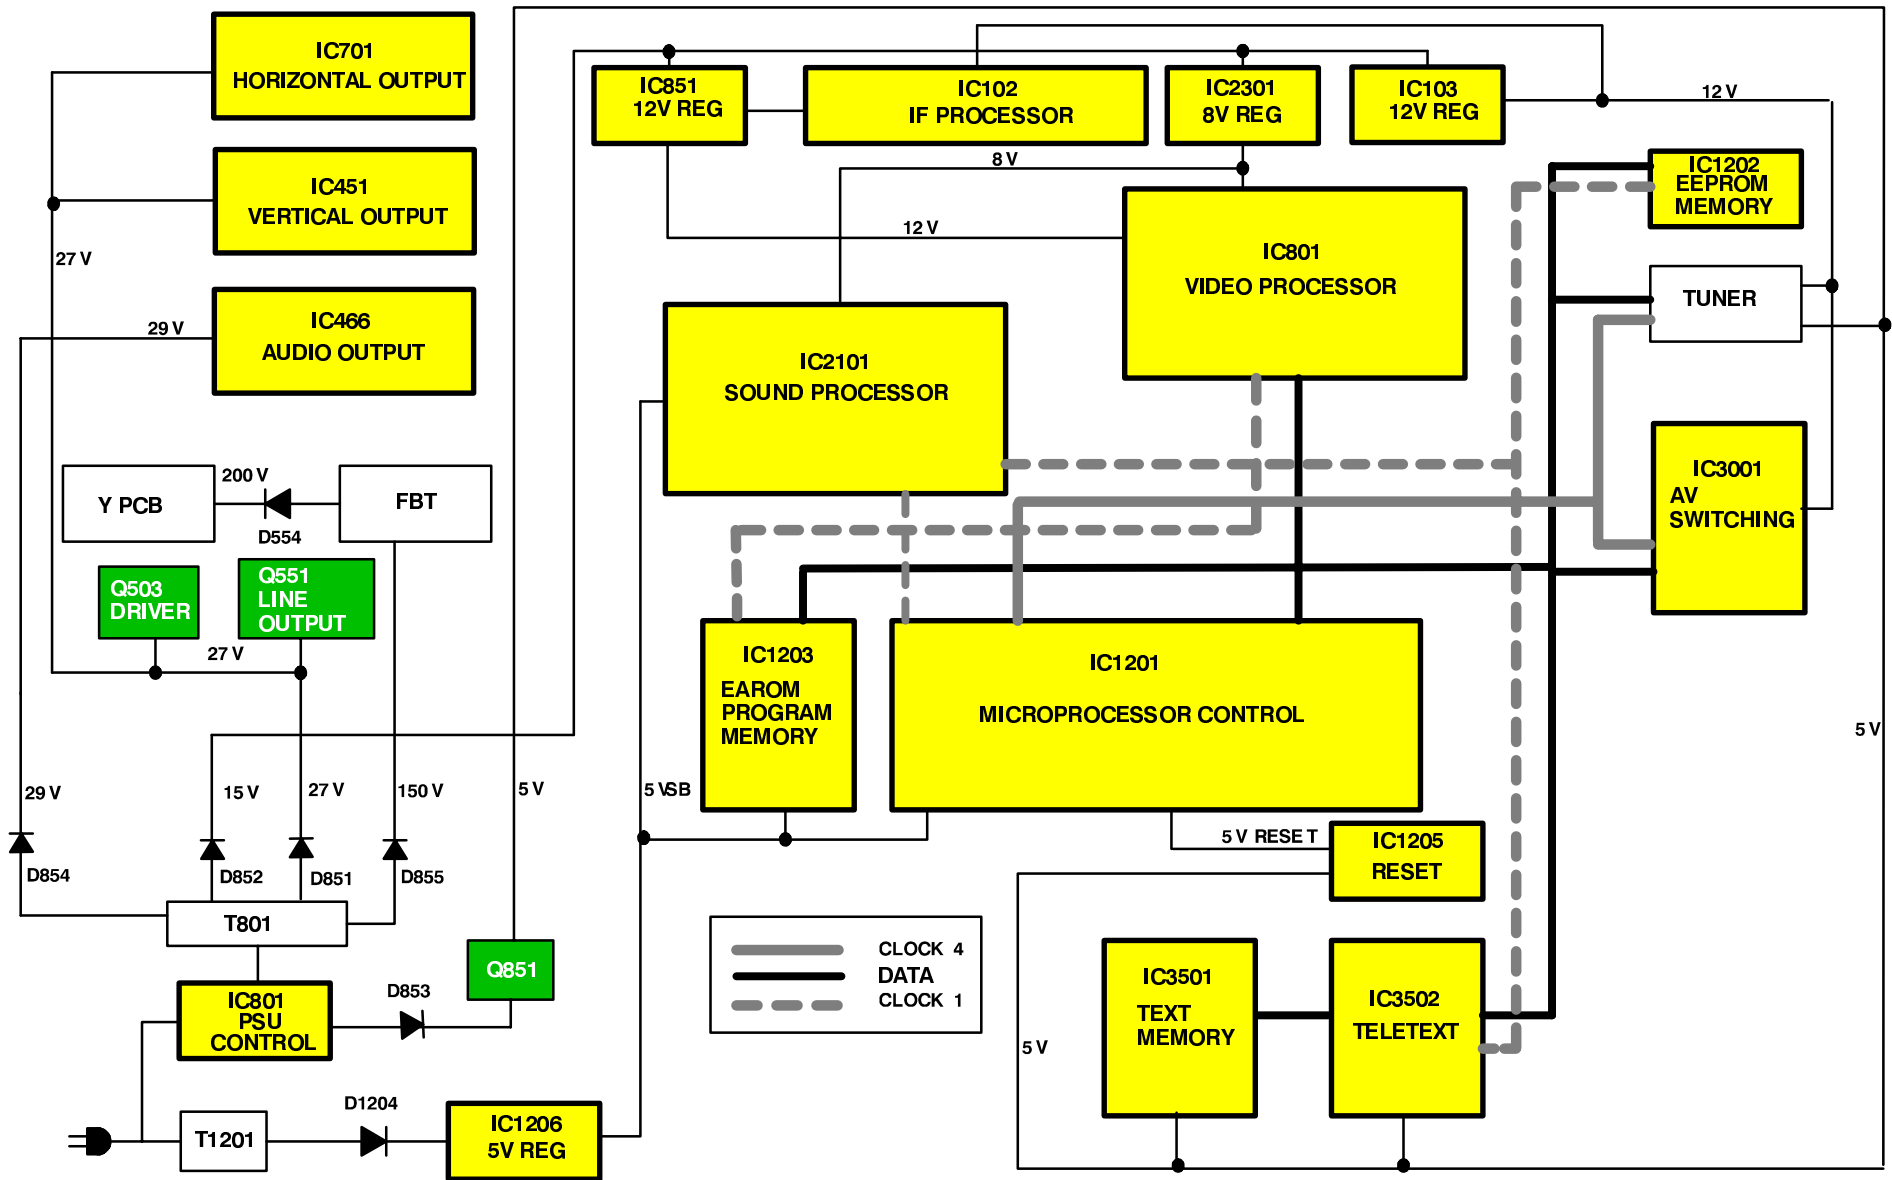 IC701
HORIZONTAL OUTPUT
IC451
VERTICAL OUTPUT
27 V
IC466
AUDIO OUTPUT
29 V
IC851
12V REG
IC102
IF PROCESSOR
IC2301
8V REG
IC103
12V REG
12 V
8 V
12 V
IC1202
EEPROM
MEMORY
IC801
VIDEO PROCESSOR
TUNER
IC2101
SOUND PROCESSOR
IC3001
AV
SWITCHING
Y PCB
200 V
D554
FBT
Q503
DRIVER
Q551
LINE
OUTPUT
27 V
IC1203
EAROM
PROGRAM
MEMORY
IC1201
MICROPROCESSOR CONTROL
5 V
29 V
15 V
27 V
150 V
5 V
5 VSB
D854
D852
D851
D855
5 V RESET
IC1205
RESET
T801
Q851
IC801
PSU
CONTROL
D853
CLOCK 4
DATA
CLOCK 1
IC3501
TEXT
MEMORY
IC3502
TELETEXT
5 V
T1201
D1204
IC1206
5V REG